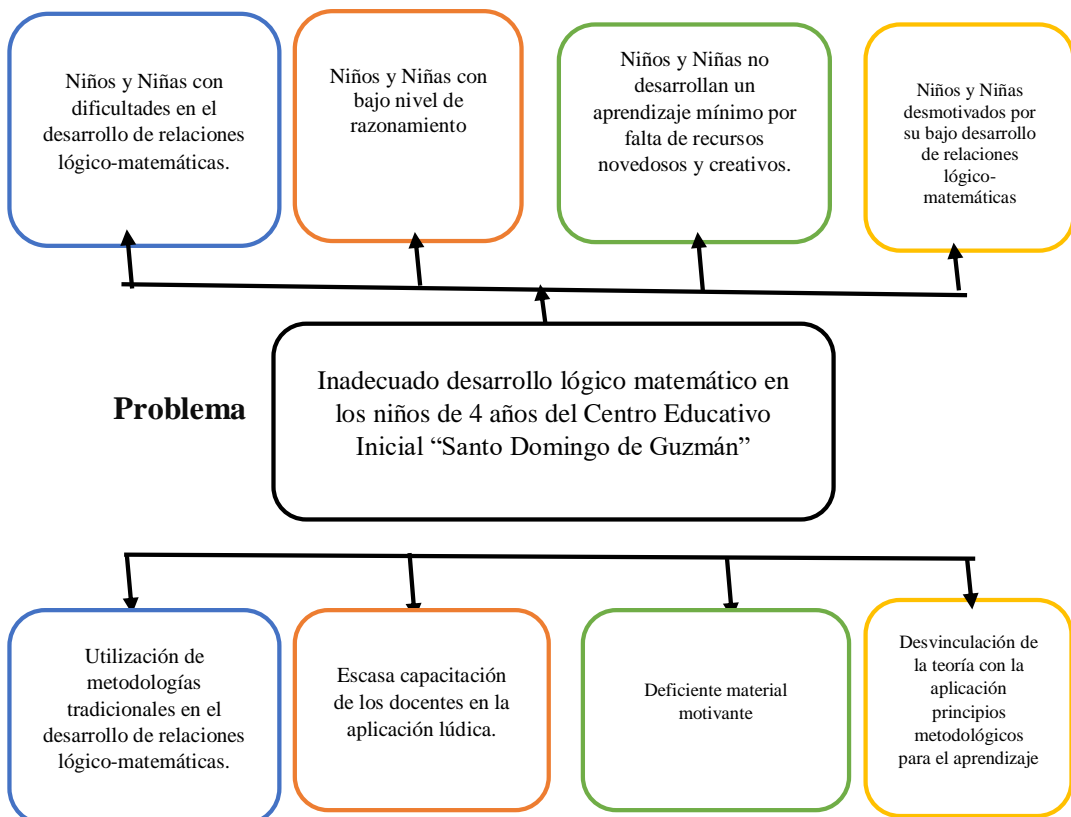 Niños y Niñas con
dificultades en el
desarrollo de relaciones
lógico-matemáticas.
Niños y Niñas con
bajo nivel de
razonamiento
Niños y Niñas no
desarrollan un
aprendizaje mínimo por
falta de recursos
novedosos y creativos.
Niños y Niñas
desmotivados por
su bajo desarrollo
de relaciones
lógico-
matemáticas
Problema
Inadecuado desarrollo lógico matemático en
los niños de 4 años del Centro Educativo
Inicial “Santo Domingo de Guzmán”
Utilización de
metodologías
tradicionales en el
desarrollo de relaciones
lógico-matemáticas.
Escasa capacitación
de los docentes en la
aplicación lúdica.
Deficiente material
motivante
Desvinculación de
la teoría con la
aplicación
principios
metodológicos
para el aprendizaje